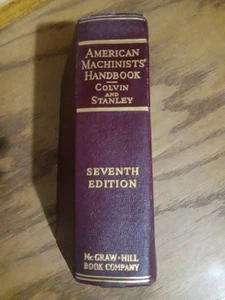 AMERICAN
MACHINISTS'
HANDBOOK
COLVIN
AND
STANLEY
SEVENTH
EDITION
MCGRAW-HILL
BOOK COMPANY